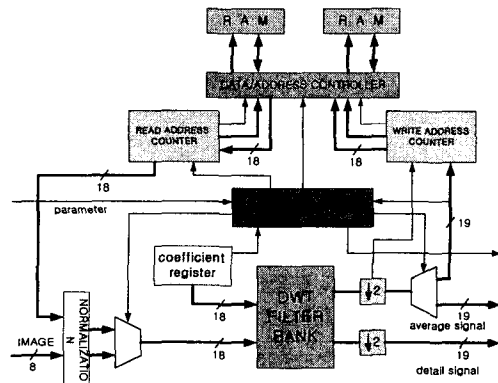 R A M
R A M
DATA/ADDRESS CONTROLLER
READ ADDRESS
COUNTER
WRITE ADDRESS
COUNTER
18
18
18
parameter
19
coefficient
register
DWT
FILTER
BANK
↓2
↓2
NORMALIZATIO
N
IMAGE
8
18
18
19
average signal
19
detail signal